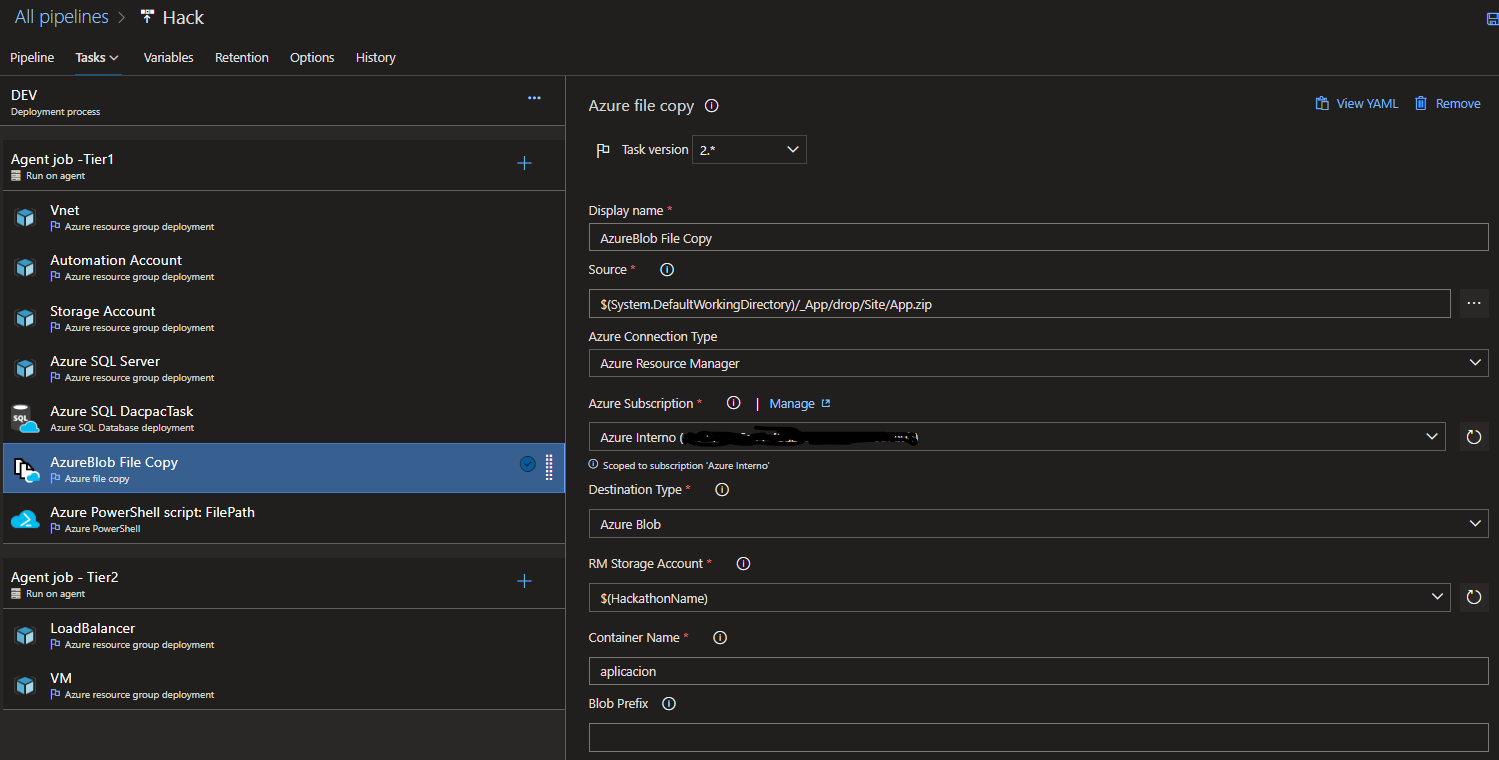 All pipelines > Hack
Pipeline Tasks Variables Retention Options History
DEV
Deployment process
Agent job -Tier1
Run on agent
Vnet
Azure resource group deployment
Automation Account
Azure resource group deployment
Storage Account
Azure resource group deployment
Azure SQL Server
Azure resource group deployment
Azure SQL DacpacTask
Azure SQL Database deployment
SQL
AzureBlob File Copy
Azure file copy
Azure PowerShell script: FilePath
Azure PowerShell
Agent job - Tier2
Run on agent
LoadBalancer
Azure resource group deployment
VM
Azure resource group deployment
Azure file copy
View YAML Remove
Task version 2.*
Display name *
AzureBlob File Copy
Source *
$(System.DefaultWorkingDirectory)/_App/drop/Site/App.zip
Azure Connection Type
Azure Resource Manager
Azure Subscription * | Manage
Azure Interno (
Scoped to subscription 'Azure Interno'
Destination Type *
Azure Blob
RM Storage Account *
$(HackathonName)
Container Name *
aplicacion
Blob Prefix